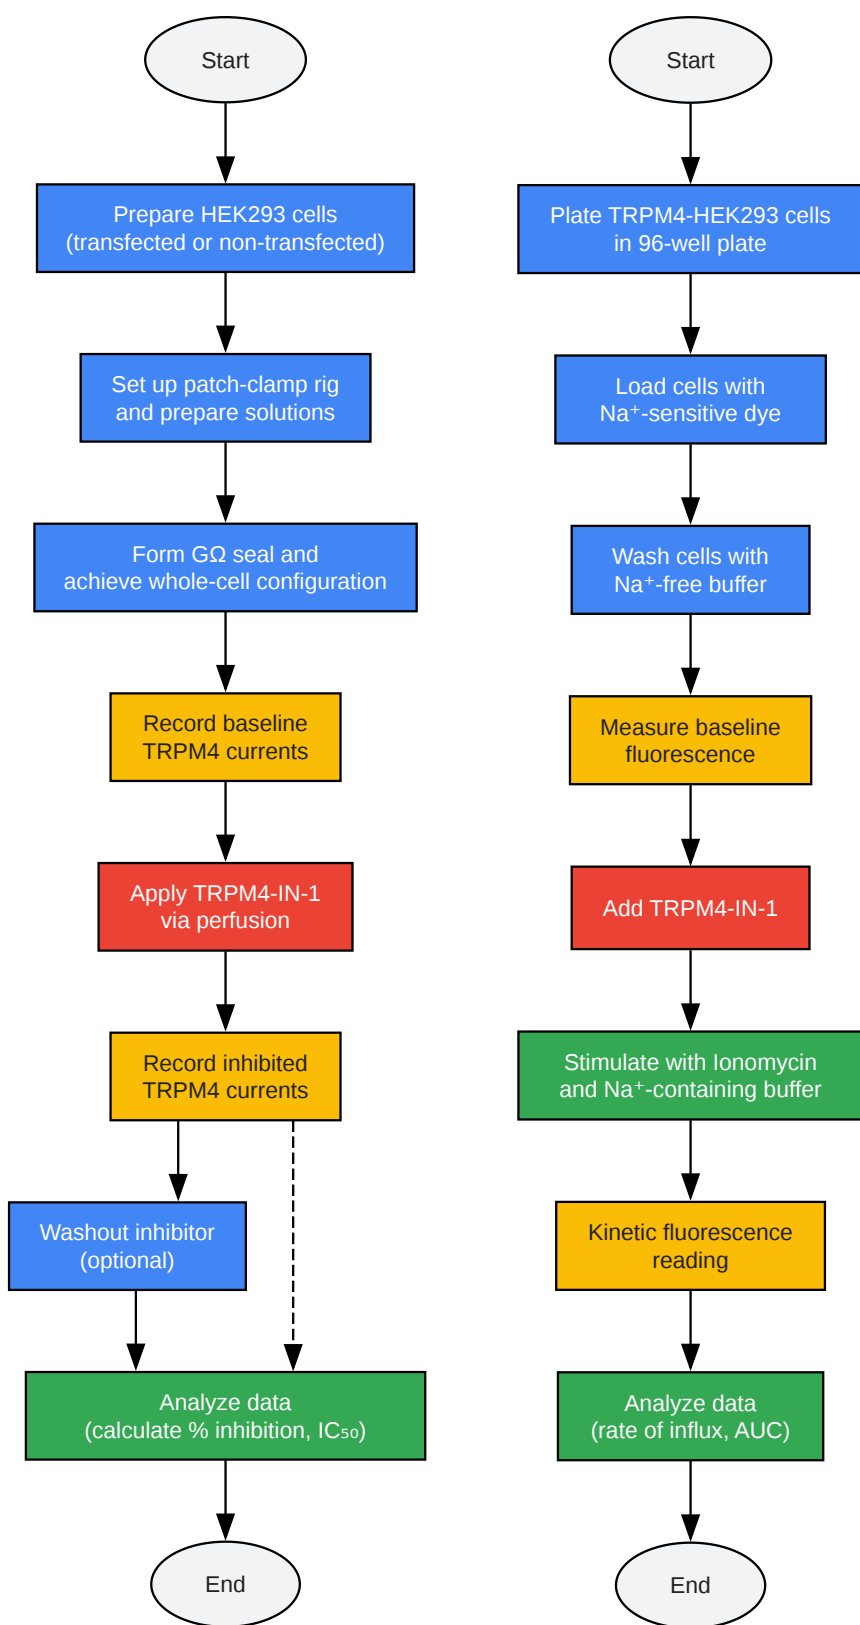 Start
Prepare HEK293 cells
(transfected or non-transfected)
Set up patch-clamp rig
and prepare solutions
Form GΩ seal and
achieve whole-cell configuration
Record baseline
TRPM4 currents
Apply TRPM4-IN-1
via perfusion
Record inhibited
TRPM4 currents
Washout inhibitor
(optional)
Analyze data
(calculate % inhibition, IC₅₀)
End
Start
Plate TRPM4-HEK293 cells
in 96-well plate
Load cells with
Na⁺-sensitive dye
Wash cells with
Na⁺-free buffer
Measure baseline
fluorescence
Add TRPM4-IN-1
Stimulate with Ionomycin
and Na⁺-containing buffer
Kinetic fluorescence
reading
Analyze data
(rate of influx, AUC)
End